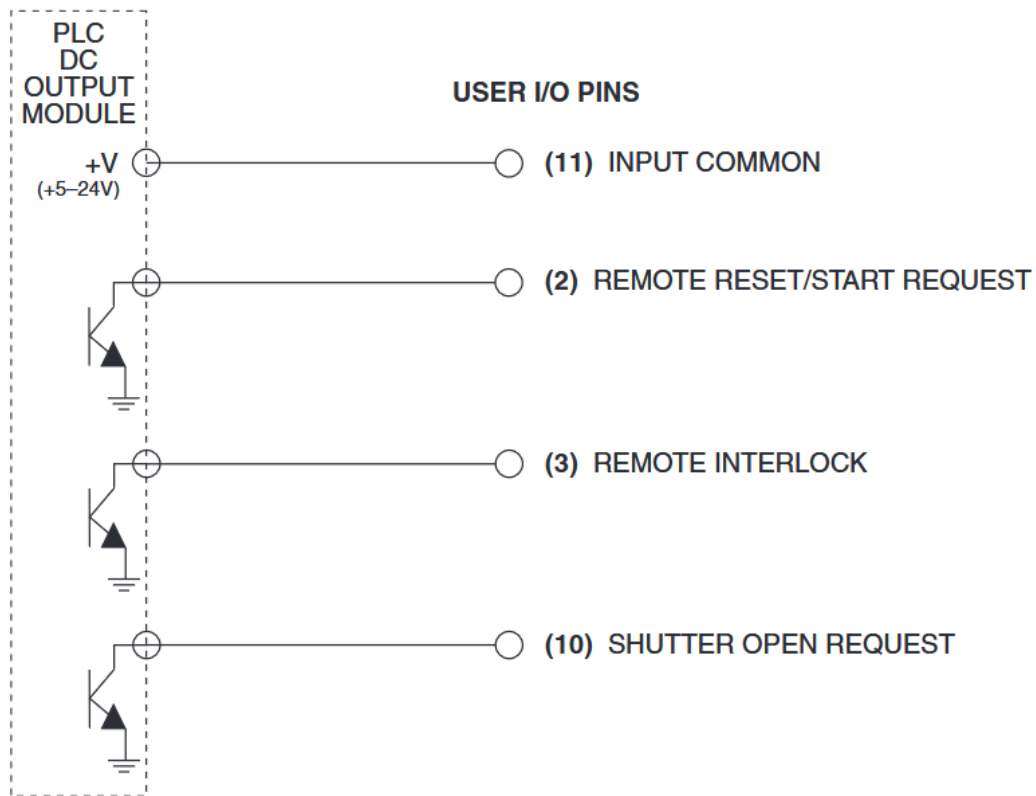 PLC
DC
OUTPUT
MODULE
USER I/O PINS
+V
(+5–24V)
(11) INPUT COMMON
(2) REMOTE RESET/START REQUEST
(3) REMOTE INTERLOCK
(10) SHUTTER OPEN REQUEST